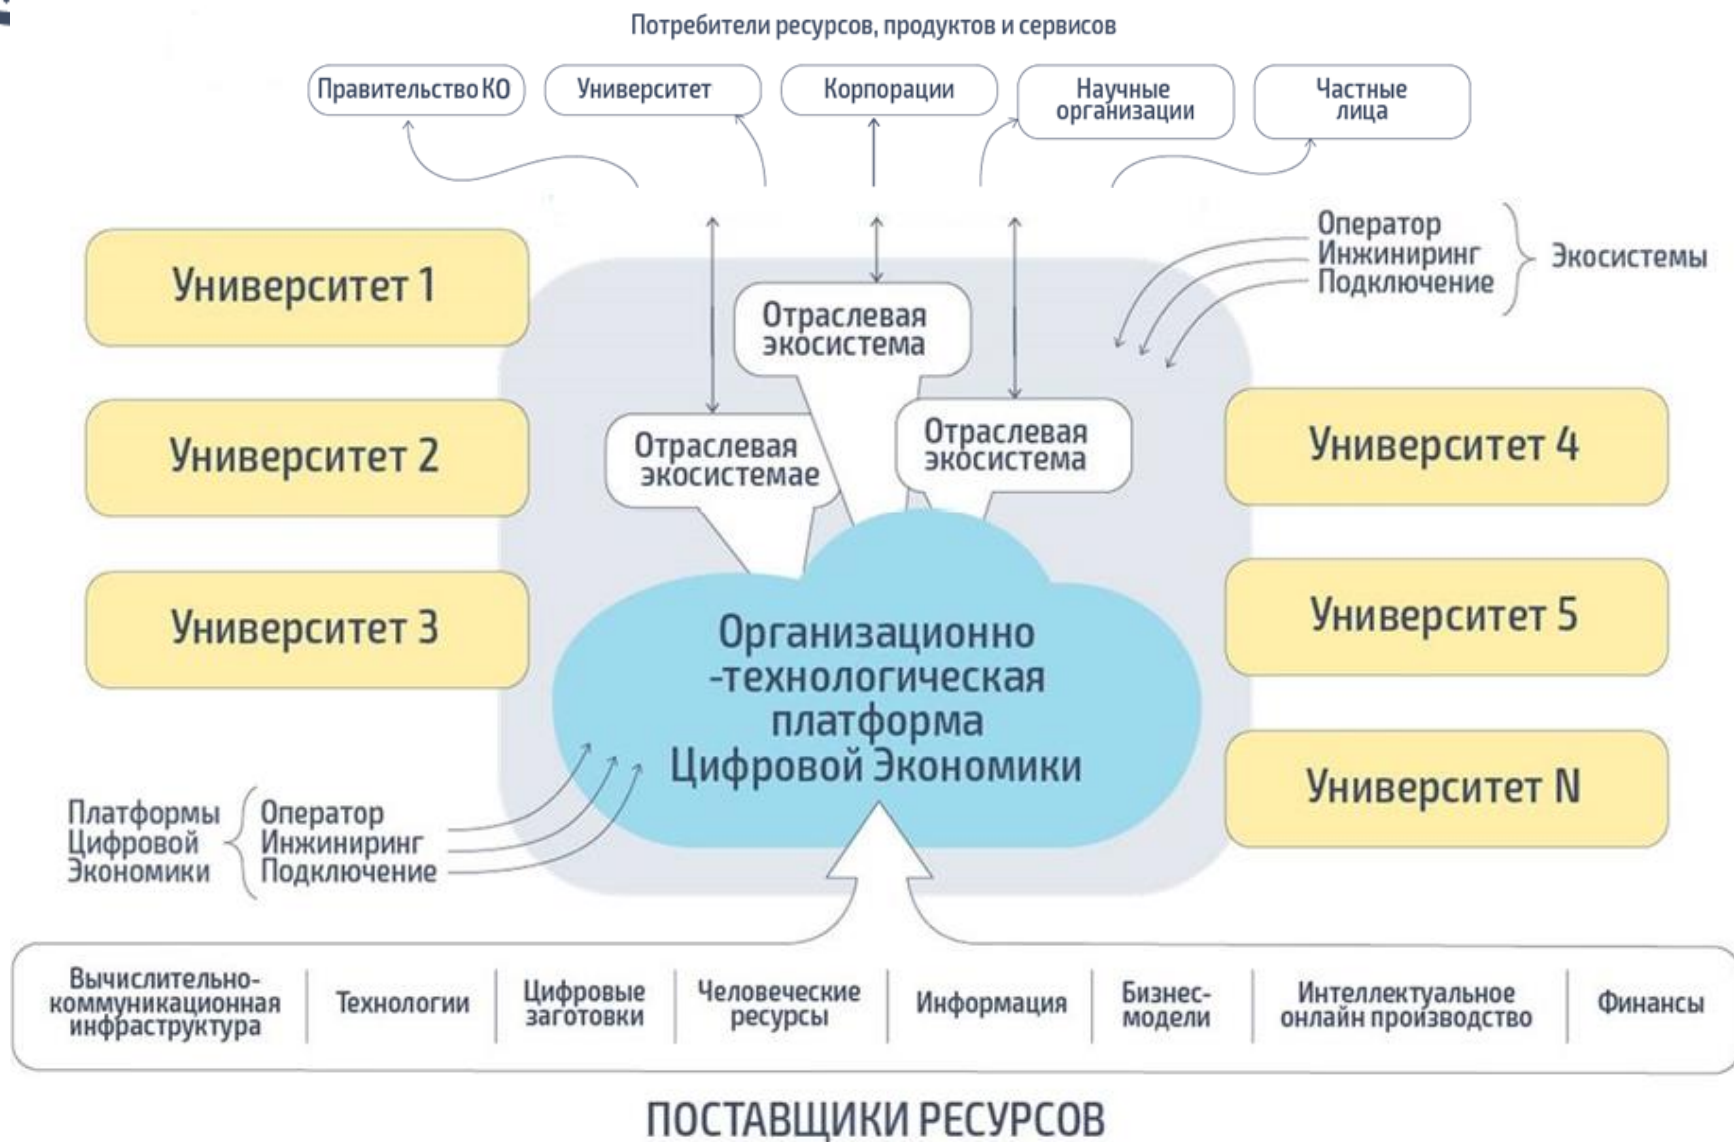 Потребители ресурсов, продуктов и сервисов
Правительство КО
Университет
Корпорации
Научные
организации
Частные
лица
Оператор
Инжиниринг
Подключение
Экосистемы
Университет 1
Университет 2
Университет 3
Отраслевая
экосистема
Отраслевая
экосистемае
Отраслевая
экосистема
Университет 4
Университет 5
Университет N
Организационно
-технологическая
платформа
Цифровой Экономики
Платформы
Цифровой
Экономики
Оператор
Инжиниринг
Подключение
Вычислительно-
коммуникационная
инфраструктура
Технологии
Цифровые
заготовки
Человеческие
ресурсы
Информация
Бизнес-
модели
Интеллектуальное
онлайн производство
Финансы
ПОСТАВЩИКИ РЕСУРСОВ